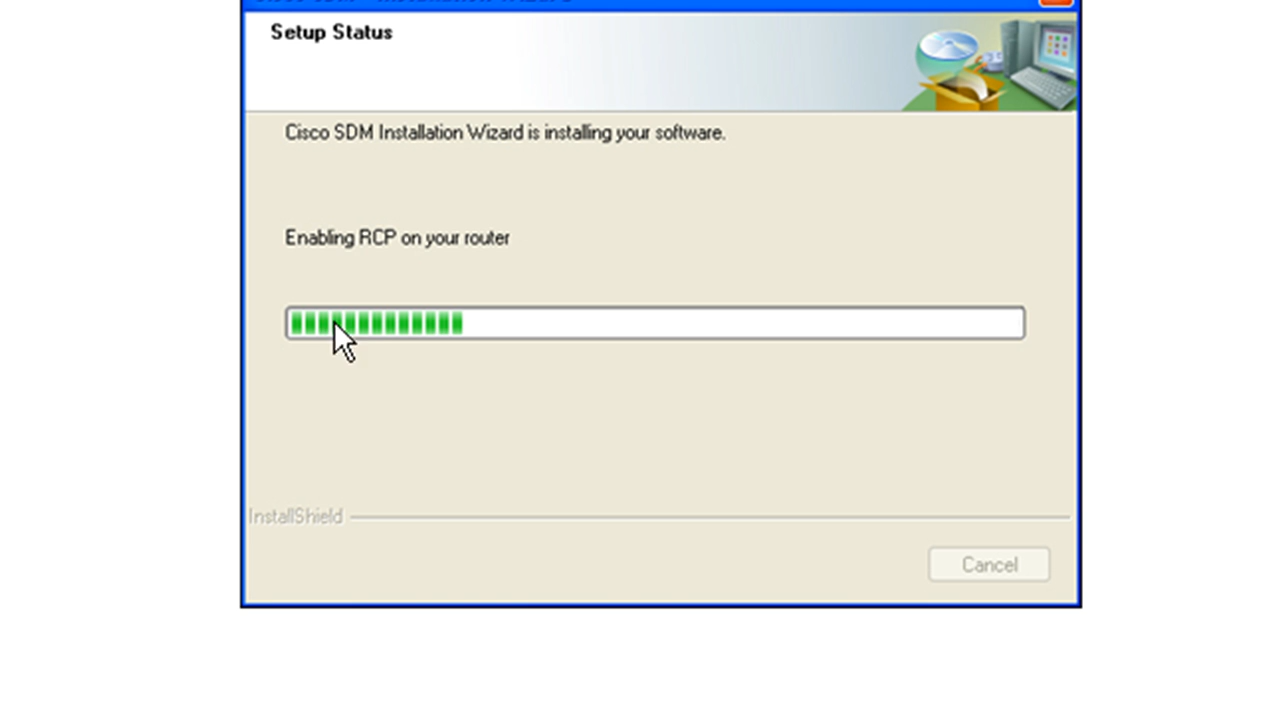 Setup Status
Cisco SDM Installation Wizard is installing your software.
Enabling RCP on your router
InstallShield
Cancel